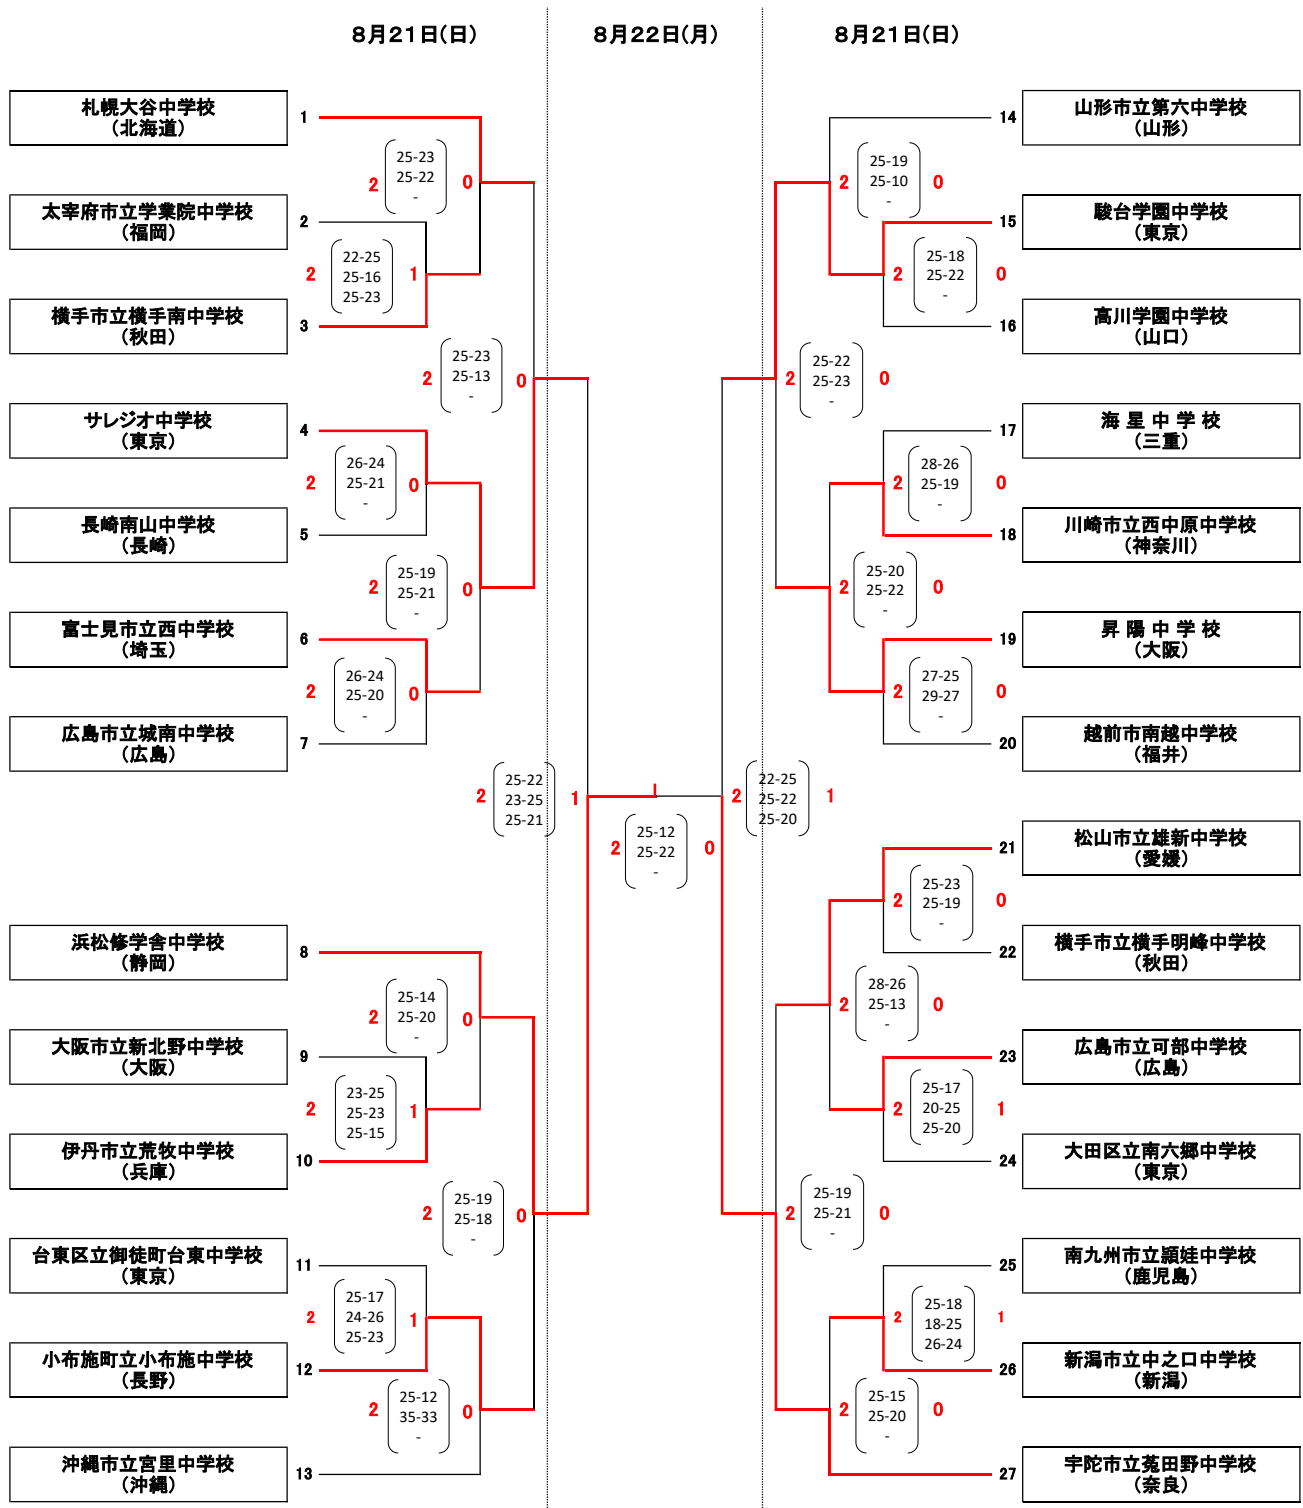 8月21日(日)
8月22日(月)
8月21日(日)
札幌大谷中学校
(北海道)
1
太宰府市立学業院中学校
(福岡)
2
横手市立横手南中学校
(秋田)
3
サレジオ中学校
(東京)
4
長崎南山中学校
(長崎)
5
富士見市立西中学校
(埼玉)
6
広島市立城南中学校
(広島)
7
浜松修学舎中学校
(静岡)
8
大阪市立新北野中学校
(大阪)
9
伊丹市立荒牧中学校
(兵庫)
10
台東区立御徒町台東中学校
(東京)
11
小布施町立小布施中学校
(長野)
12
沖縄市立宮里中学校
(沖縄)
13
2
25-23
25-22
-
0
2
22-25
25-16
25-23
1
2
25-23
25-13
-
0
2
26-24
25-21
-
0
2
25-19
25-21
-
0
2
26-24
25-20
-
0
2
25-22
23-25
25-21
1
2
25-12
25-22
-
0
2
25-14
25-20
-
0
2
23-25
25-23
25-15
1
2
25-19
25-18
-
0
2
25-17
24-26
25-23
1
2
25-12
35-33
-
0
2
25-19
25-10
-
0
2
25-18
25-22
-
0
2
25-22
25-23
-
0
2
28-26
25-19
-
0
2
25-20
25-22
-
0
2
27-25
29-27
-
0
2
22-25
25-22
25-20
1
2
25-23
25-19
-
0
2
28-26
25-13
-
0
2
25-17
20-25
25-20
1
2
25-19
25-21
-
0
2
25-18
18-25
26-24
1
2
25-15
25-20
-
0
14
山形市立第六中学校
(山形)
15
駿台学園中学校
(東京)
16
高川学園中学校
(山口)
17
海 星 中 学 校
(三重)
18
川崎市立西中原中学校
(神奈川)
19
昇 陽 中 学 校
(大阪)
20
越前市南越中学校
(福井)
21
松山市立雄新中学校
(愛媛)
22
横手市立横手明峰中学校
(秋田)
23
広島市立可部中学校
(広島)
24
大田区立南六郷中学校
(東京)
25
南九州市立頴娃中学校
(鹿児島)
26
新潟市立中之口中学校
(新潟)
27
宇陀市立菟田野中学校
(奈良)